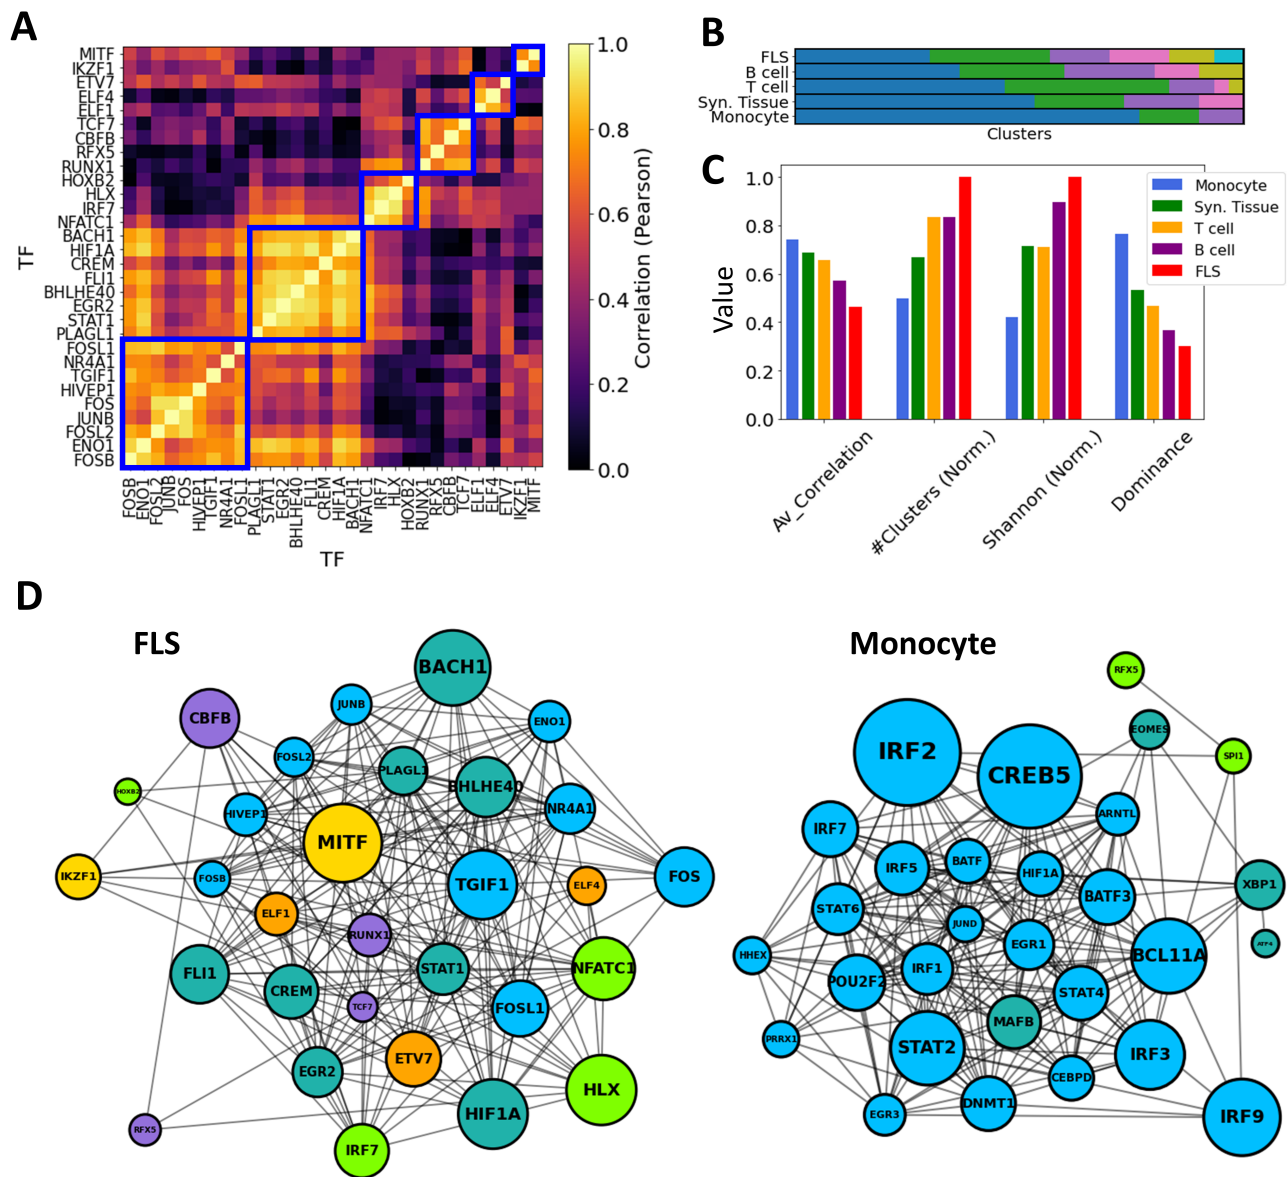 A
MITF
IKZF1
ETV7
ELF4
ELF1
TCF7
CBFB
RFX5
RUNX1
HOXB2
HLX
IRF7
NFATC1
BACH1
HIF1A
CREM
FLI1
BHLHE40
EGR2
STAT1
PLAGL1
FOSL1
NR4A1
TGIF1
HIVEP1
FOS
JUNB
FOSL2
ENO1
FOSB
TF
FOSB
ENO1
FOSL2
JUNB
FOS
HIVEP1
TGIF1
NR4A1
FOSL1
PLAGL1
STAT1
EGR2
BHLHE40
FLI1
CREM
HIF1A
BACH1
NFATC1
IRF7
HLX
HOXB2
RUNX1
RFX5
CBFB
TCF7
ELF1
ELF4
ETV7
IKZF1
MITF
TF
1.0
0.8
0.6
0.4
0.2
0.0
Correlation (Pearson)
B
FLS
B cell
T cell
Syn. Tissue
Monocyte
Clusters
C
1.0
0.8
0.6
0.4
0.2
0.0
Value
Monocyte
Syn. Tissue
T cell
B cell
FLS
Av_Correlation
#Clusters (Norm.)
Shannon (Norm.)
Dominance
D
FLS
BACH1
CBFB
JUNB
ENO1
FOSL2
PLAGL1
BHLHE40
HOXB2
HIVEP1
NR4A1
MITF
IKZF1
FOSB
TGIF1
ELF4
FOS
ELF1
RUNX1
FLI1
STAT1
NFATC1
CREM
TCF7
FOSL1
ETV7
EGR2
HLX
HIF1A
RFX5
IRF7
Monocyte
RFX5
EOMES
IRF2
SPI1
CREB5
ARNTL
IRF7
BATF
IRF5
HIF1A
XBP1
BATF3
STAT6
JUND
ATF4
EGR1
HHEX
BCL11A
IRF1
POU2F2
STAT4
MAFB
PRRX1
STAT2
IRF3
CEBPD
DNMT1
EGR3
IRF9